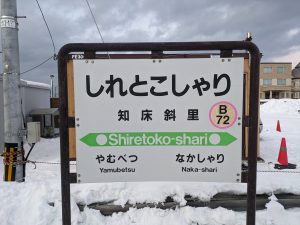 しれとこしゃり
知床斜里
B
72
Shiretoko-shari
やむべつ なかしゃり
Yamubetsu Naka-shari